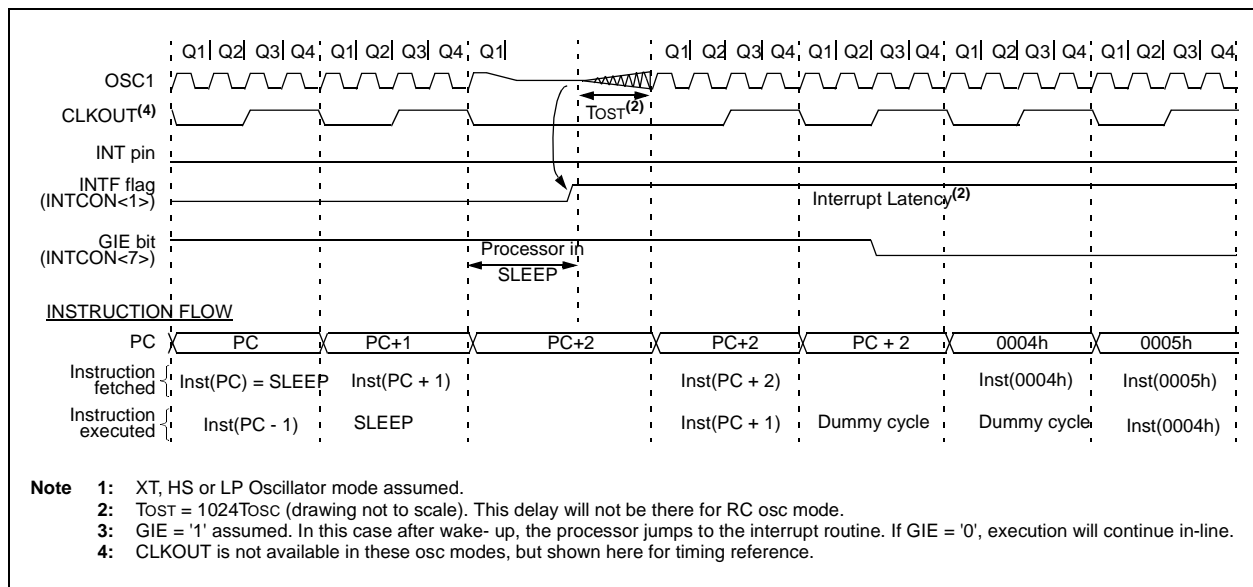 Q1 Q2 Q3 Q4 Q1 Q2 Q3 Q4 Q1 Q1 Q2 Q3 Q4 Q1 Q2 Q3 Q4 Q1 Q2 Q3 Q4 Q1 Q2 Q3 Q4
OSC1
TOST(2)
CLKOUT(4)
INT pin
INTF flag
(INTCON<1>)
Interrupt Latency(2)
GIE bit
(INTCON<7>)
Processor in
SLEEP
INSTRUCTION FLOW
PC PC PC+1 PC+2 PC+2 PC + 2 0004h 0005h
Instruction
fetched
Inst(PC) = SLEEP Inst(PC + 1) Inst(PC + 2) Inst(0004h) Inst(0005h)
Instruction
executed
Inst(PC - 1) SLEEP Inst(PC + 1) Dummy cycle Dummy cycle Inst(0004h)
Note 1: XT, HS or LP Oscillator mode assumed.
2: TOST = 1024TOSC (drawing not to scale). This delay will not be there for RC osc mode.
3: GIE = '1' assumed. In this case after wake- up, the processor jumps to the interrupt routine. If GIE = '0', execution will continue in-line.
4: CLKOUT is not available in these osc modes, but shown here for timing reference.